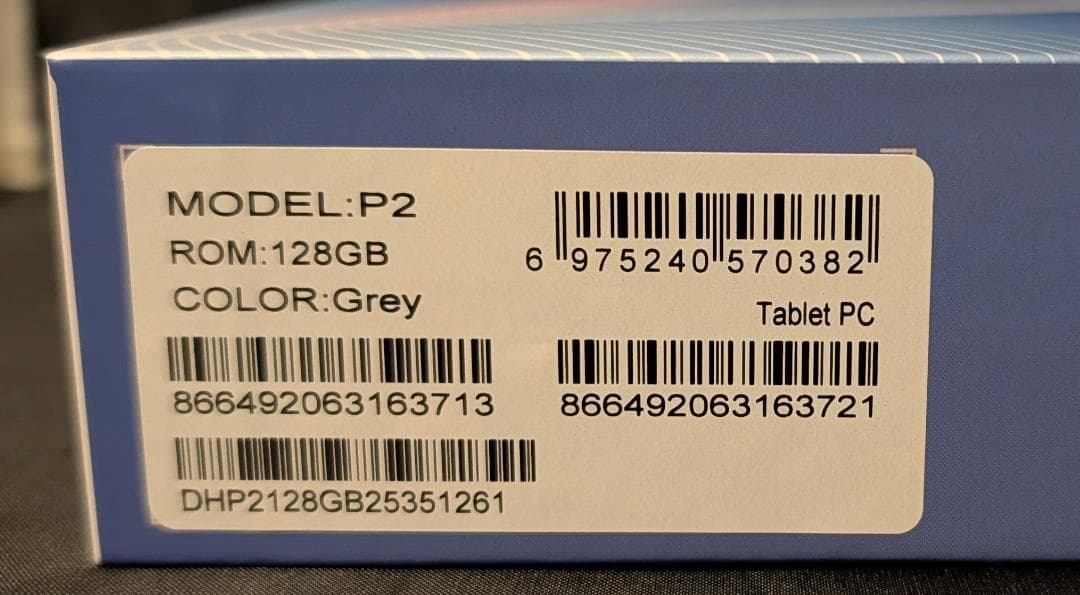 MODEL:P2
ROM:128GB
COLOR:Grey
6 975240 570382
Tablet PC
866492063163713
866492063163721
DHP2128GB25351261